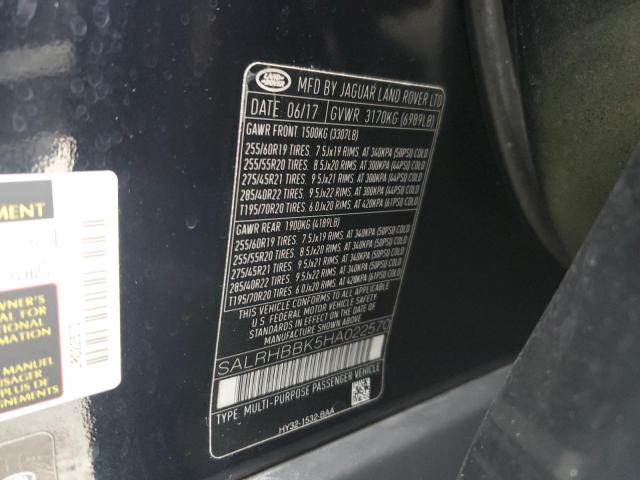 LAND ROVER
MFD BY JAGUAR LAND ROVER LTD
DATE 06/17 GVWR 3170KG (6989LB)
GAWR FRONT 1500KG (3307LB)
255/60R19 TIRES. 7.5Jx19 RIMS. AT 340KPA (50PSI) COLD
255/55R20 TIRES. 8.5Jx20 RIMS. AT 300KPA (44PSI) COLD
275/45R21 TIRES. 9.5Jx21 RIMS. AT 300KPA (44PSI) COLD
285/40R22 TIRES. 9.5Jx22 RIMS. AT 300KPA (44PSI) COLD
T195/70R20 TIRES. 6.0Jx20 RIMS. AT 420KPA (61PSI) COLD
GAWR REAR 1900KG (4189LB)
255/60R19 TIRES. 7.5Jx19 RIMS. AT 340KPA (50PSI) COLD
255/55R20 TIRES. 8.5Jx20 RIMS. AT 340KPA (50PSI) COLD
275/45R21 TIRES. 9.5Jx21 RIMS. AT 340KPA (50PSI) COLD
285/40R22 TIRES. 9.5Jx22 RIMS. AT 340KPA (50PSI) COLD
T195/70R20 TIRES. 6.0Jx20 RIMS. AT 420KPA (61PSI) COLD
THIS VEHICLE CONFORMS TO ALL APPLICABLE
U.S FEDERAL MOTOR VEHICLE SAFETY
STANDARDS IN EFFECT ON THE DATE OF
MANUFACTURE SHOWN ABOVE.
SALRHBBK5HA022570
TYPE: MULTI-PURPOSE PASSENGER VEHICLE
HY32-1532-BAA
EMENT
WNER'S
AL FOR
MATION
MANUEL
SAGER
S DE
NEMENTS